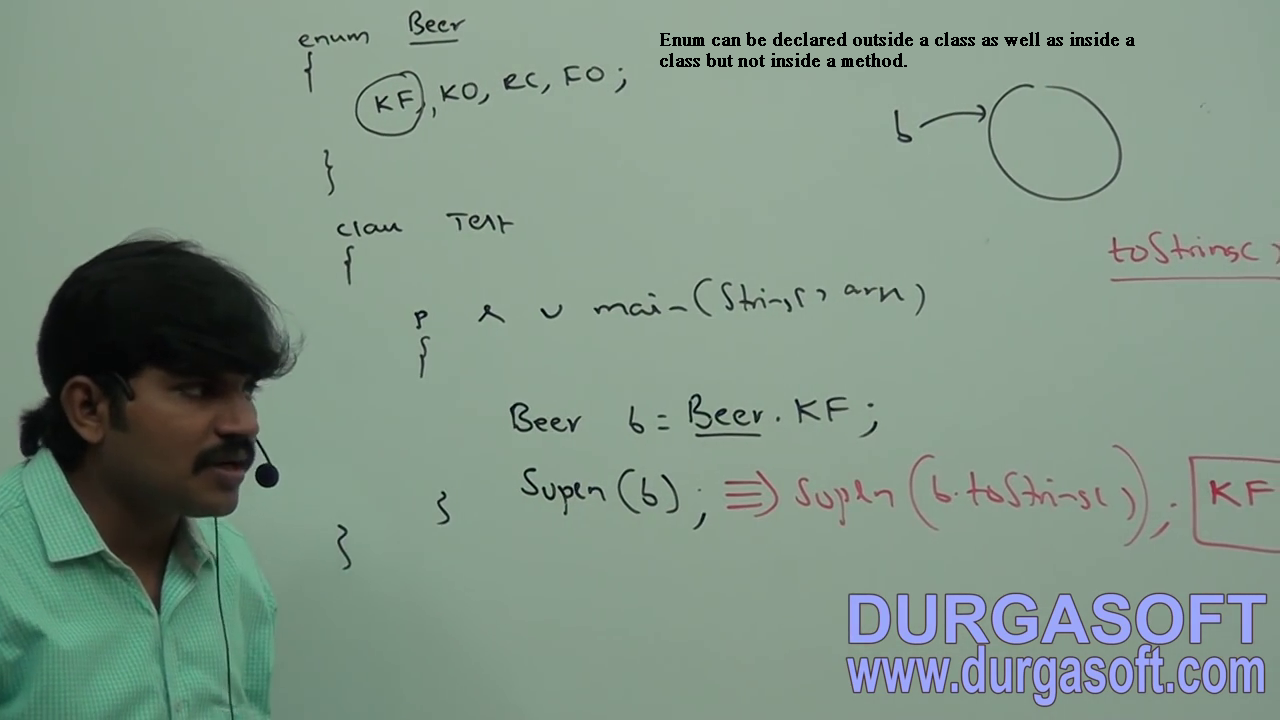 enum Beer
{
KF, KO, RC, FO;
}
Enum can be declared outside a class as well as inside a
class but not inside a method.
b
class Test
{
toString( )
p s v main(String[] args)
{
Beer b = Beer.KF;
Sopln(b); ≡) Sopln(b.toString()); KF
}
}
DURGASOFT
www.durgasoft.com